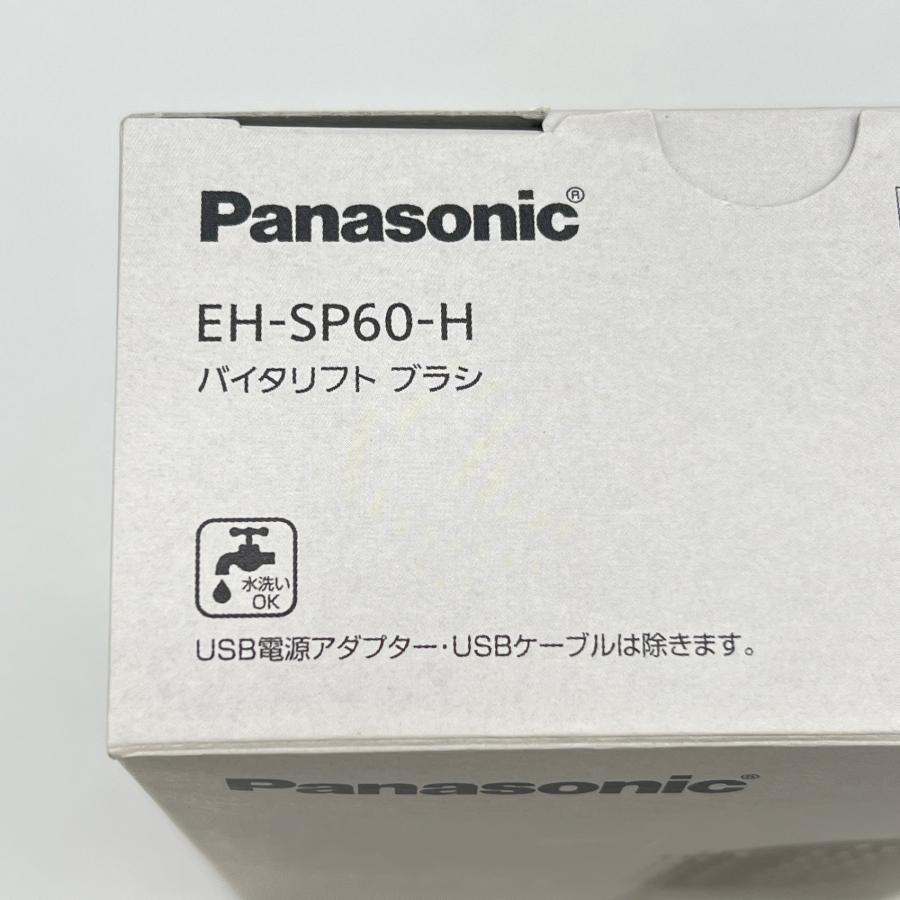 Panasonic®
EH-SP60-H
バイタリフト ブラシ
水洗い
OK
USB電源アダプター・USBケーブルは除きます。
Panasonic®